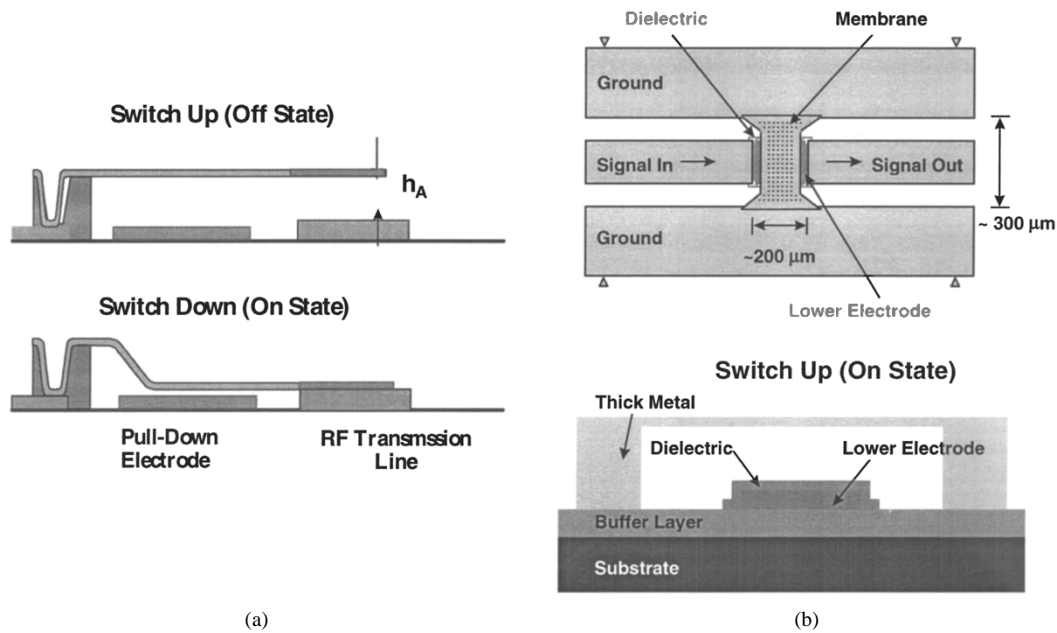 Switch Up (Off State)
hA
Switch Down (On State)
Pull-Down
Electrode
RF Transmssion
Line
(a)
Dielectric
Membrane
Ground
Signal In
Signal Out
Ground
~ 300 μm
~200 μm
Lower Electrode
Switch Up (On State)
Thick Metal
Dielectric
Lower Electrode
Buffer Layer
Substrate
(b)